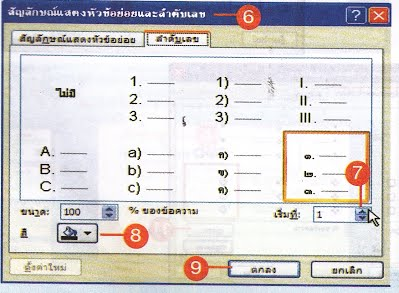 สัญลักษณ์แสดงหัวข้อย่อยและลำดับเลข 6 ? X
สัญลักษณ์แสดงหัวข้อย่อย ลำดับเลข
ไม่มี
1.
2.
3.
1)
2)
3)
I.
II.
III.
A.
B.
C.
a)
b)
c)
ก)
ข)
ค)
๑.
๒.
๓.
7
ขนาด: 100 % ของข้อความ เริ่มที่: 1
สี 8
ตั้งค่าใหม่ 9 ตกลง ยกเลิก